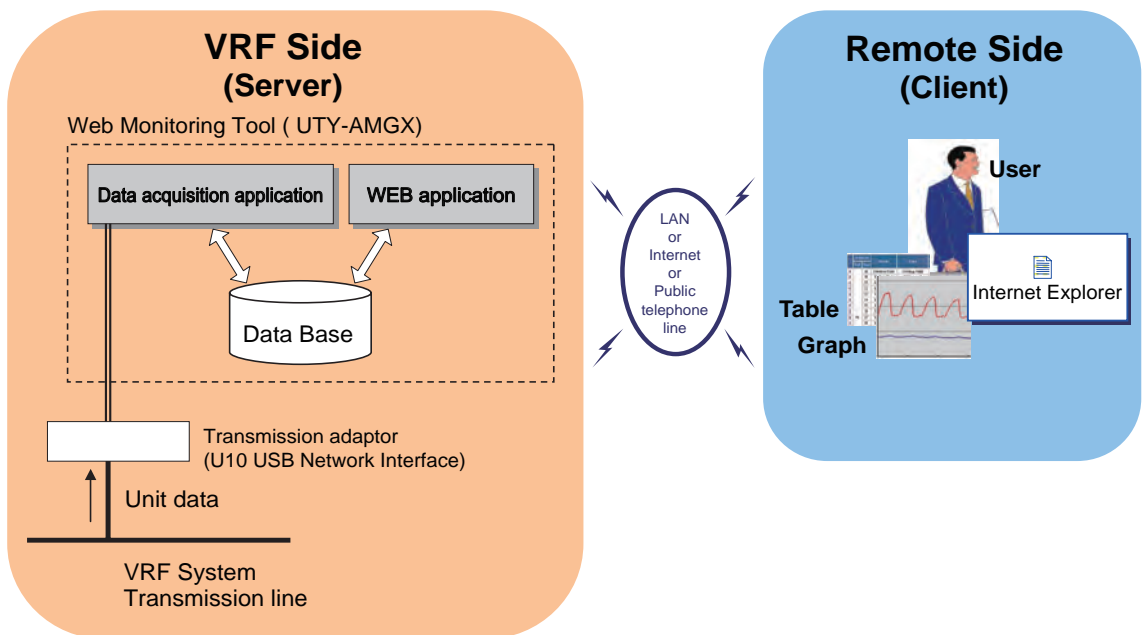 VRF Side
(Server)
Web Monitoring Tool ( UTY-AMGX)
Data acquisition application
WEB application
Data Base
Transmission adaptor
(U10 USB Network Interface)
Unit data
VRF System
Transmission line
LAN
or
Internet
or
Public
telephone
line
Remote Side
(Client)
User
Internet Explorer
Table
Graph